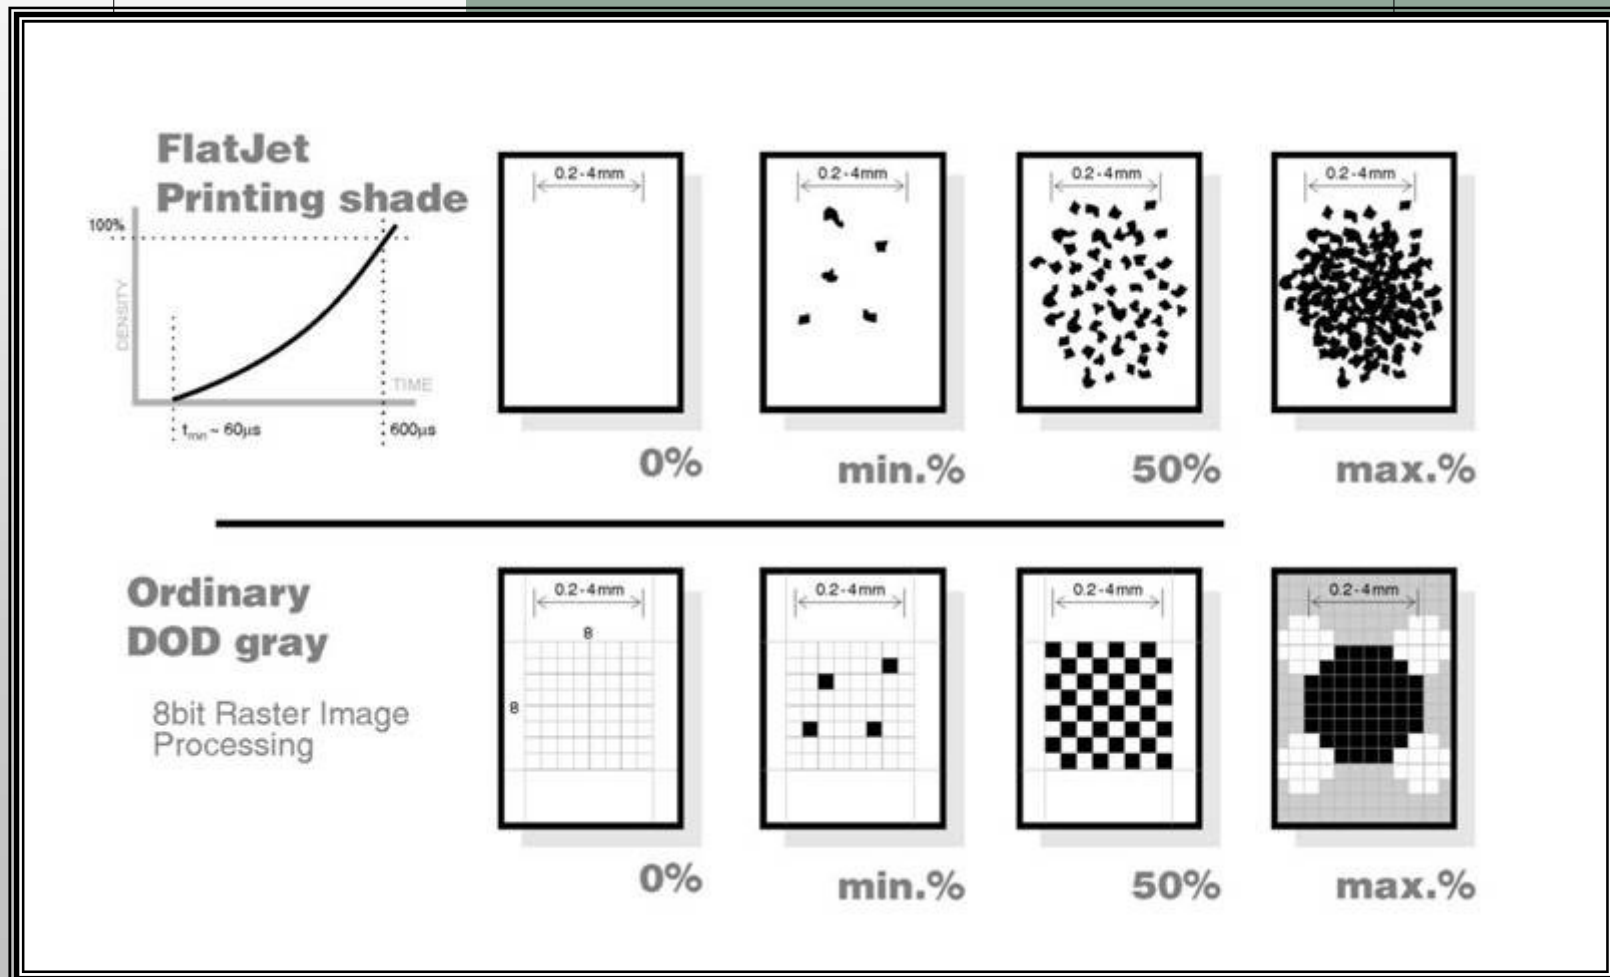 FlatJet
Printing shade
100%
DENSITY
TIME
tmin ~ 60µs
600µs
0.2 - 4mm
0.2 - 4mm
0.2 - 4mm
0.2 - 4mm
0%
min.%
50%
max.%
Ordinary
DOD gray
8bit Raster Image
Processing
0.2 - 4mm
8
8
0.2 - 4mm
0.2 - 4mm
0.2 - 4mm
0%
min.%
50%
max.%